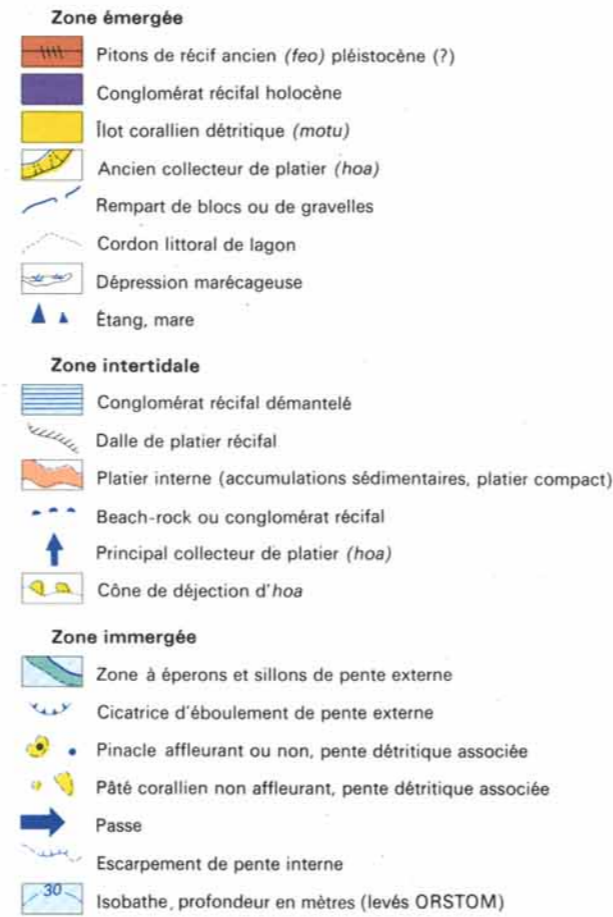 Zone émergée
Pitons de récif ancien (feo) pléistocène (?)
Conglomérat récifal holocène
Îlot corallien détritique (motu)
Ancien collecteur de platier (hoa)
Rempart de blocs ou de gravelles
Cordon littoral de lagon
Dépression marécageuse
Étang, mare
Zone intertidale
Conglomérat récifal démantelé
Dalle de platier récifal
Platier interne (accumulations sédimentaires, platier compact)
Beach-rock ou conglomérat récifal
Principal collecteur de platier (hoa)
Cône de déjection d'hoa
Zone immergée
Zone à éperons et sillons de pente externe
Cicatrice d'éboulement de pente externe
Pinacle affleurant ou non, pente détritique associée
Pâté corallien non affleurant, pente détritique associée
Passe
Escarpement de pente interne
30 Isobathe, profondeur en mètres (levés ORSTOM)